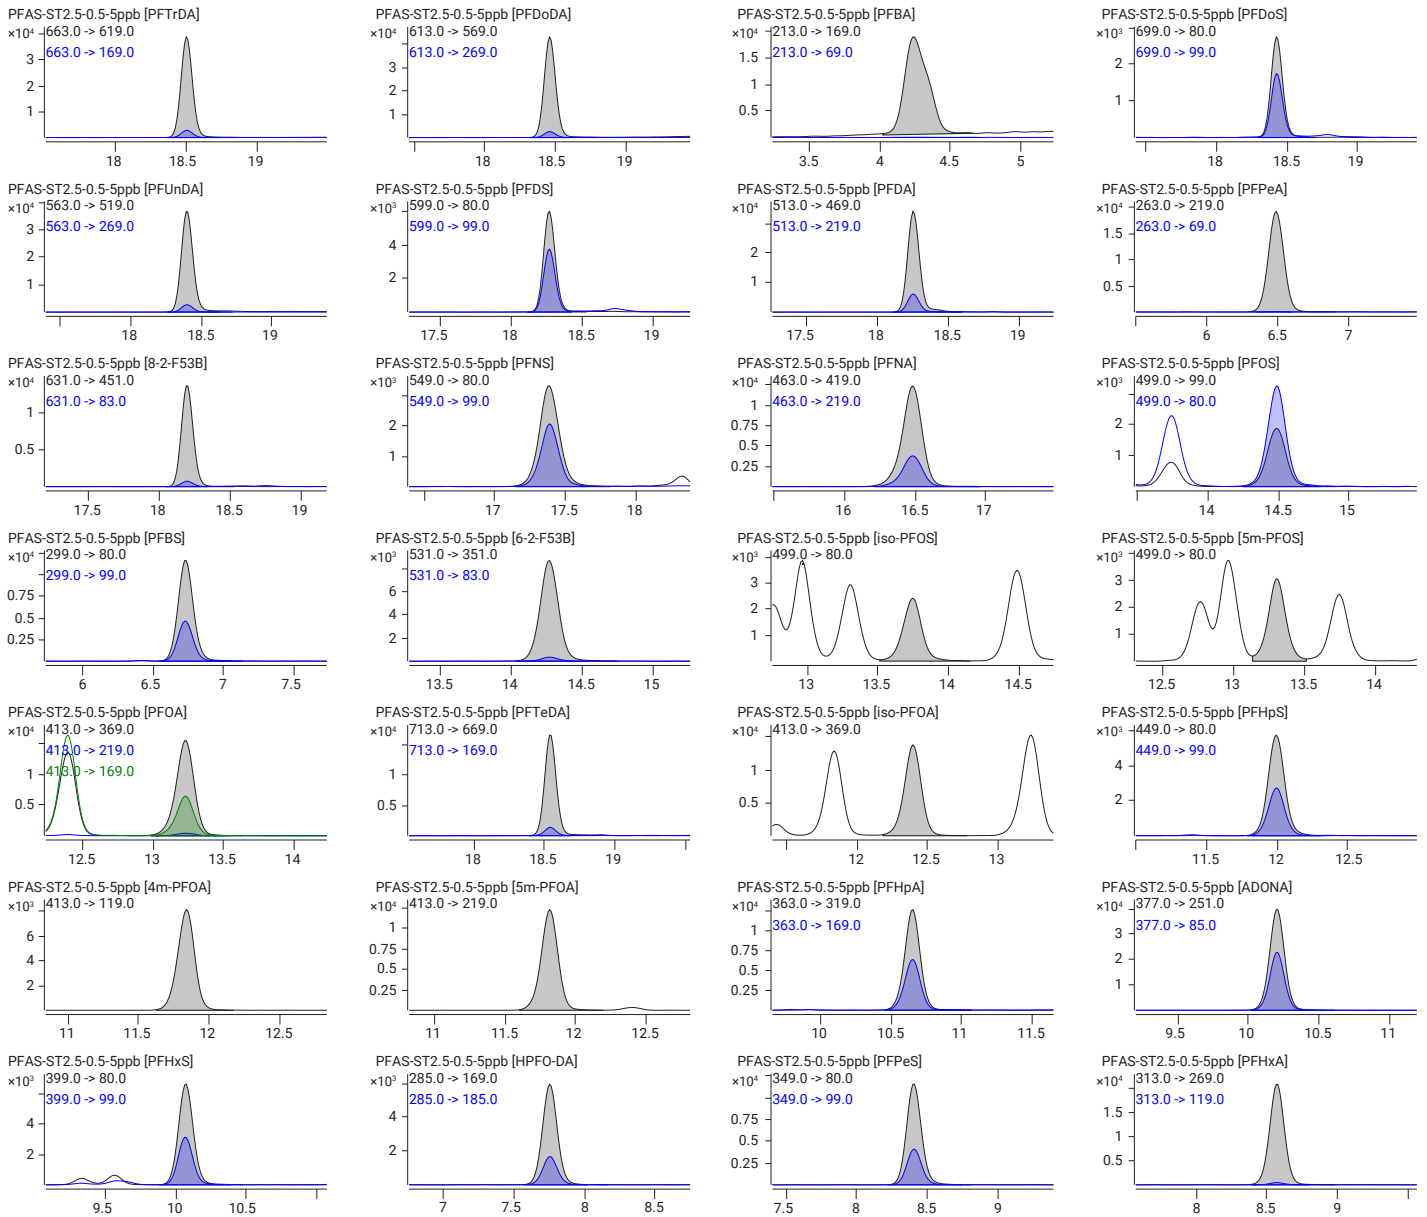 PFAS-ST2.5-0.5-5ppb [PFTrDA]
×10⁴ 663.0 -> 619.0
663.0 -> 169.0
3
2
1
18 18.5 19
PFAS-ST2.5-0.5-5ppb [PFDoDA]
×10⁴ 613.0 -> 569.0
613.0 -> 269.0
3
2
1
18 18.5 19
PFAS-ST2.5-0.5-5ppb [PFBA]
×10⁴ 213.0 -> 169.0
213.0 -> 69.0
1.5
1
0.5
3.5 4 4.5 5
PFAS-ST2.5-0.5-5ppb [PFDoS]
×10³ 699.0 -> 80.0
699.0 -> 99.0
2
1
18 18.5 19
PFAS-ST2.5-0.5-5ppb [PFUnDA]
×10⁴ 563.0 -> 519.0
563.0 -> 269.0
3
2
1
18 18.5 19
PFAS-ST2.5-0.5-5ppb [PFDS]
×10³ 599.0 -> 80.0
599.0 -> 99.0
4
2
17.5 18 18.5 19
PFAS-ST2.5-0.5-5ppb [PFDA]
×10⁴ 513.0 -> 469.0
513.0 -> 219.0
2
1
17.5 18 18.5 19
PFAS-ST2.5-0.5-5ppb [PFPeA]
×10⁴ 263.0 -> 219.0
263.0 -> 69.0
1.5
1
0.5
6 6.5 7
PFAS-ST2.5-0.5-5ppb [8-2-F53B]
×10⁴ 631.0 -> 451.0
631.0 -> 83.0
1
0.5
17.5 18 18.5 19
PFAS-ST2.5-0.5-5ppb [PFNS]
×10³ 549.0 -> 80.0
549.0 -> 99.0
2
1
17 17.5 18
PFAS-ST2.5-0.5-5ppb [PFNA]
×10⁴ 463.0 -> 419.0
463.0 -> 219.0
1
0.75
0.5
0.25
16 16.5 17
PFAS-ST2.5-0.5-5ppb [PFOS]
×10³ 499.0 -> 99.0
499.0 -> 80.0
2
1
14 14.5 15
PFAS-ST2.5-0.5-5ppb [PFBS]
×10⁴ 299.0 -> 80.0
299.0 -> 99.0
0.75
0.5
0.25
6 6.5 7 7.5
PFAS-ST2.5-0.5-5ppb [6-2-F53B]
×10³ 531.0 -> 351.0
531.0 -> 83.0
6
4
2
13.5 14 14.5 15
PFAS-ST2.5-0.5-5ppb [iso-PFOS]
×10³ 499.0 -> 80.0
3
2
1
13 13.5 14 14.5
PFAS-ST2.5-0.5-5ppb [5m-PFOS]
×10³ 499.0 -> 80.0
3
2
1
12.5 13 13.5 14
PFAS-ST2.5-0.5-5ppb [PFOA]
×10⁴ 413.0 -> 369.0
413.0 -> 219.0
413.0 -> 169.0
1
0.5
12.5 13 13.5 14
PFAS-ST2.5-0.5-5ppb [PFTeDA]
×10⁴ 713.0 -> 669.0
713.0 -> 169.0
1
0.5
18 18.5 19
PFAS-ST2.5-0.5-5ppb [iso-PFOA]
×10⁴ 413.0 -> 369.0
1
0.5
12 12.5 13
PFAS-ST2.5-0.5-5ppb [PFHpS]
×10³ 449.0 -> 80.0
449.0 -> 99.0
4
2
11.5 12 12.5
PFAS-ST2.5-0.5-5ppb [4m-PFOA]
×10³ 413.0 -> 119.0
6
4
2
11 11.5 12 12.5
PFAS-ST2.5-0.5-5ppb [5m-PFOA]
×10⁴ 413.0 -> 219.0
1
0.75
0.5
0.25
11 11.5 12 12.5
PFAS-ST2.5-0.5-5ppb [PFHpA]
×10⁴ 363.0 -> 319.0
363.0 -> 169.0
1
0.75
0.5
0.25
10 10.5 11 11.5
PFAS-ST2.5-0.5-5ppb [ADONA]
×10⁴ 377.0 -> 251.0
377.0 -> 85.0
3
2
1
9.5 10 10.5 11
PFAS-ST2.5-0.5-5ppb [PFHxS]
×10³ 399.0 -> 80.0
399.0 -> 99.0
4
2
9.5 10 10.5
PFAS-ST2.5-0.5-5ppb [HPFO-DA]
×10³ 285.0 -> 169.0
285.0 -> 185.0
4
2
7 7.5 8 8.5
PFAS-ST2.5-0.5-5ppb [PFPeS]
×10⁴ 349.0 -> 80.0
349.0 -> 99.0
0.75
0.5
0.25
7.5 8 8.5 9
PFAS-ST2.5-0.5-5ppb [PFHxA]
×10⁴ 313.0 -> 269.0
313.0 -> 119.0
1.5
1
0.5
8 8.5 9